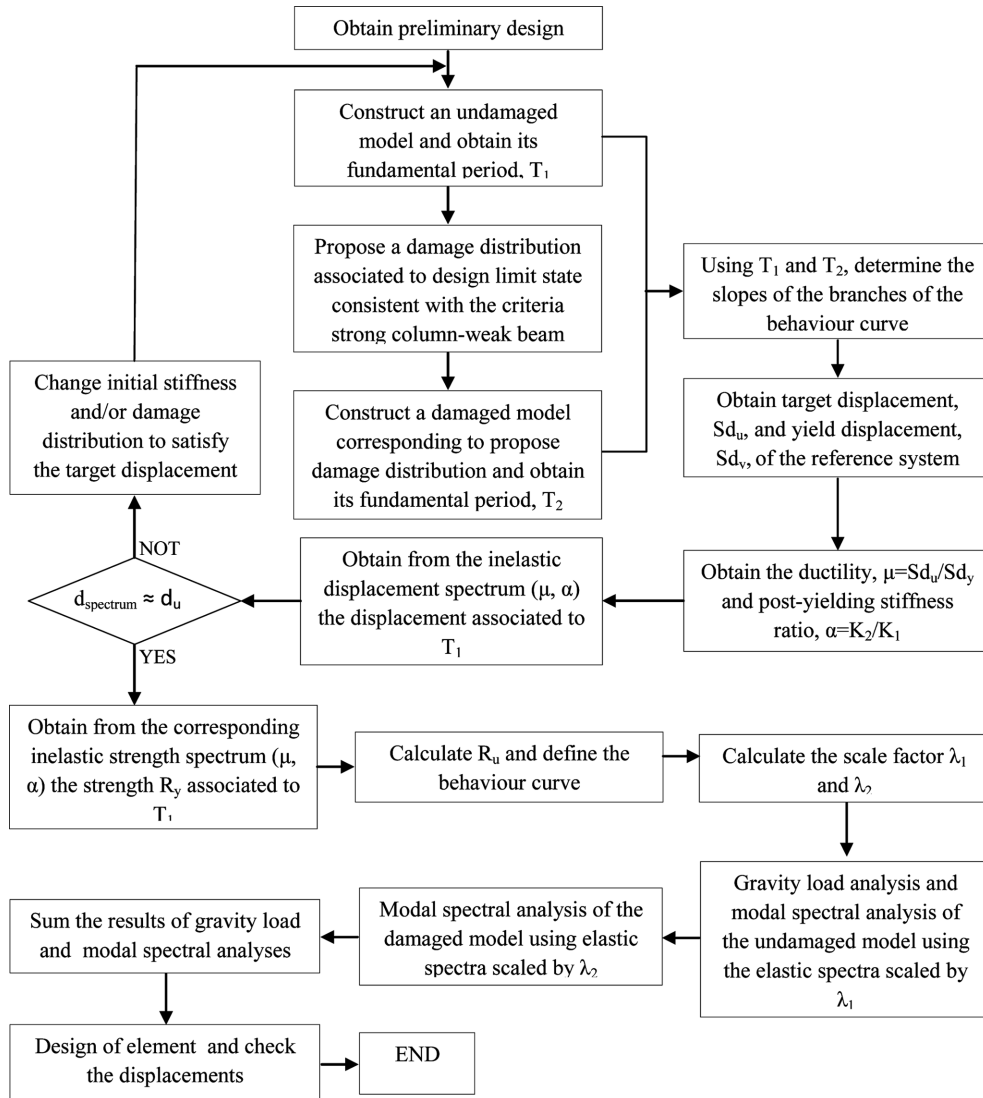 Obtain preliminary design
Construct an undamaged
model and obtain its
fundamental period, T₁
Propose a damage distribution
associated to design limit state
consistent with the criteria
strong column-weak beam
Construct a damaged model
corresponding to propose
damage distribution and obtain
its fundamental period, T₂
Using T₁ and T₂, determine the
slopes of the branches of the
behaviour curve
Obtain target displacement,
Sdᵤ, and yield displacement,
Sdᵧ, of the reference system
Obtain the ductility, μ=Sdᵤ/Sdᵧ
and post-yielding stiffness
ratio, α=K₂/K₁
Obtain from the inelastic
displacement spectrum (μ, α)
the displacement associated to
T₁
d_spectrum ≈ dᵤ
NOT
Change initial stiffness
and/or damage
distribution to satisfy
the target displacement
YES
Obtain from the corresponding
inelastic strength spectrum (μ,
α) the strength Rᵧ associated to
T₁
Calculate Rᵤ and define the
behaviour curve
Calculate the scale factor λ₁
and λ₂
Gravity load analysis and
modal spectral analysis of
the undamaged model using
the elastic spectra scaled by
λ₁
Modal spectral analysis of the
damaged model using elastic
spectra scaled by λ₂
Sum the results of gravity load
and modal spectral analyses
Design of element and check
the displacements
END